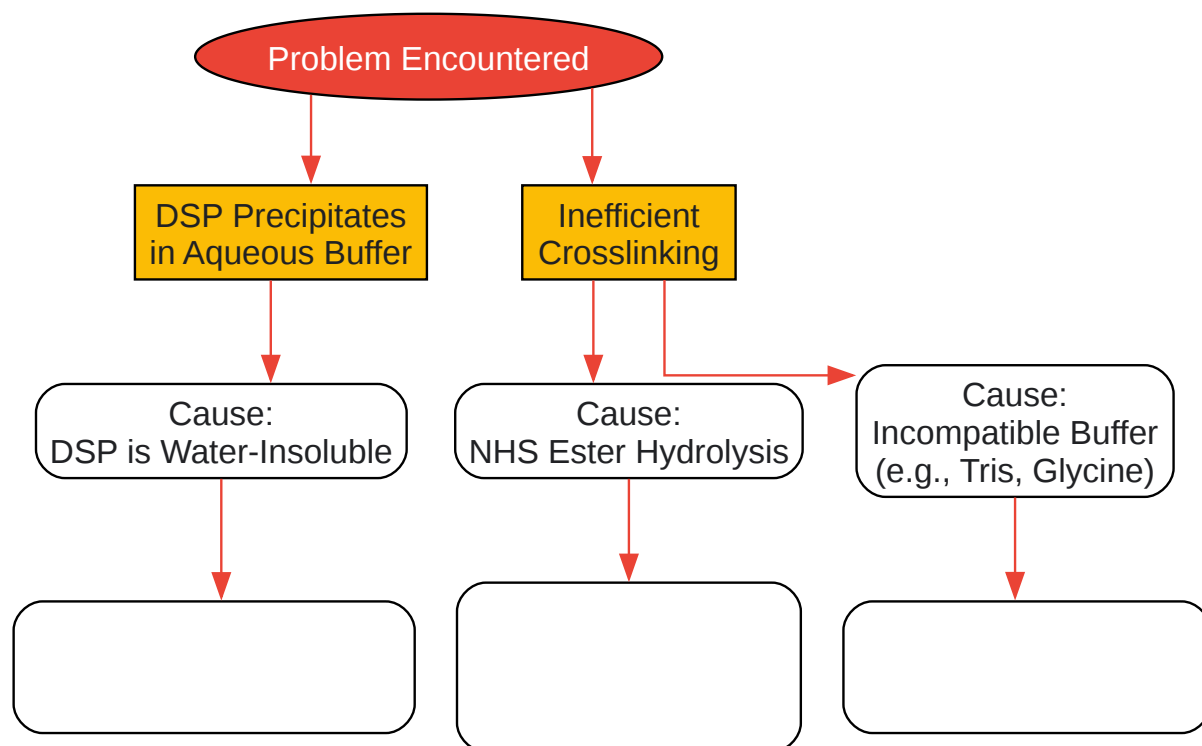 Problem Encountered
DSP Precipitates
in Aqueous Buffer
Inefficient
Crosslinking
Cause:
DSP is Water-Insoluble
Cause:
NHS Ester Hydrolysis
Cause:
Incompatible Buffer
(e.g., Tris, Glycine)